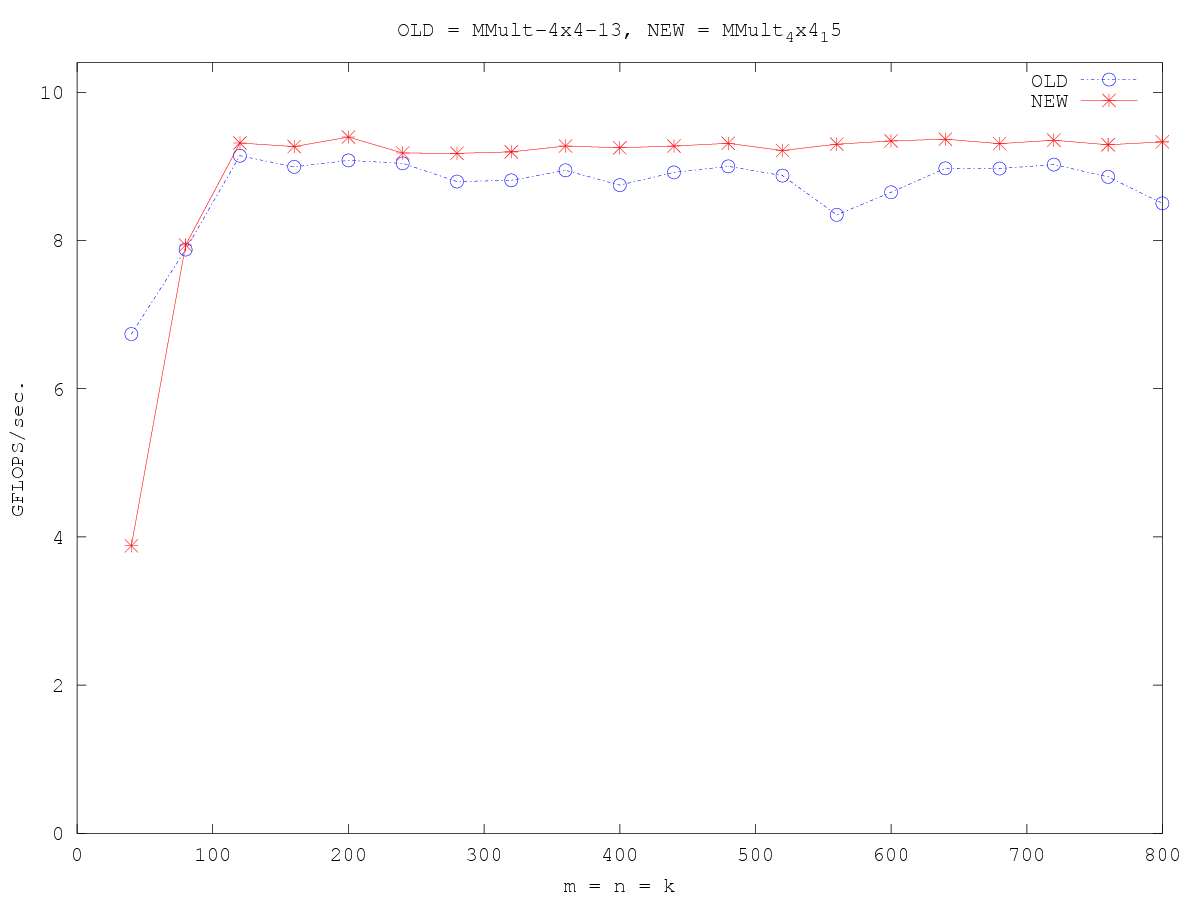 OLD = MMult-4x4-13, NEW = MMult₄x4₁5
10
8
6
4
2
0
GFLOPS/sec.
OLD
NEW
0 100 200 300 400 500 600 700 800
m = n = k